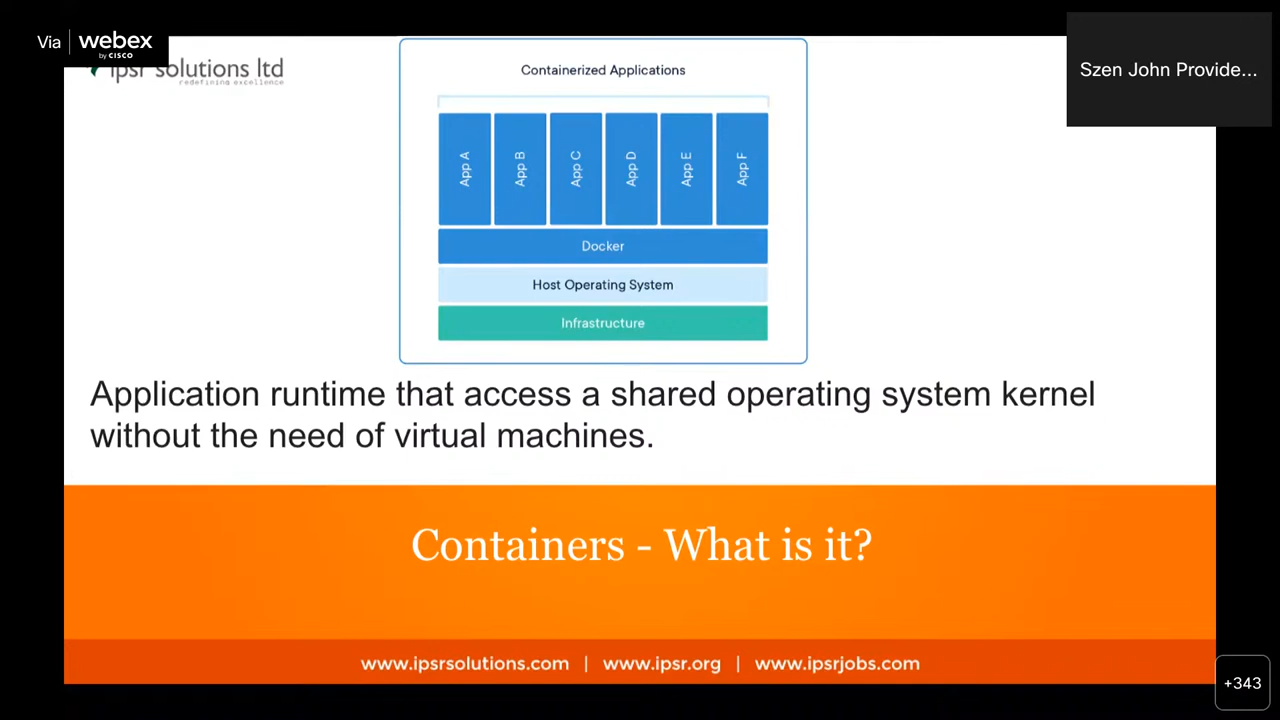 Via webex
by CISCO
Szen John Provide...
ipsr solutions ltd
redefining excellence
Containerized Applications
App A App B App C App D App E App F
Docker
Host Operating System
Infrastructure
Application runtime that access a shared operating system kernel
without the need of virtual machines.
Containers - What is it?
www.ipsrsolutions.com | www.ipsr.org | www.ipsrjobs.com
+343